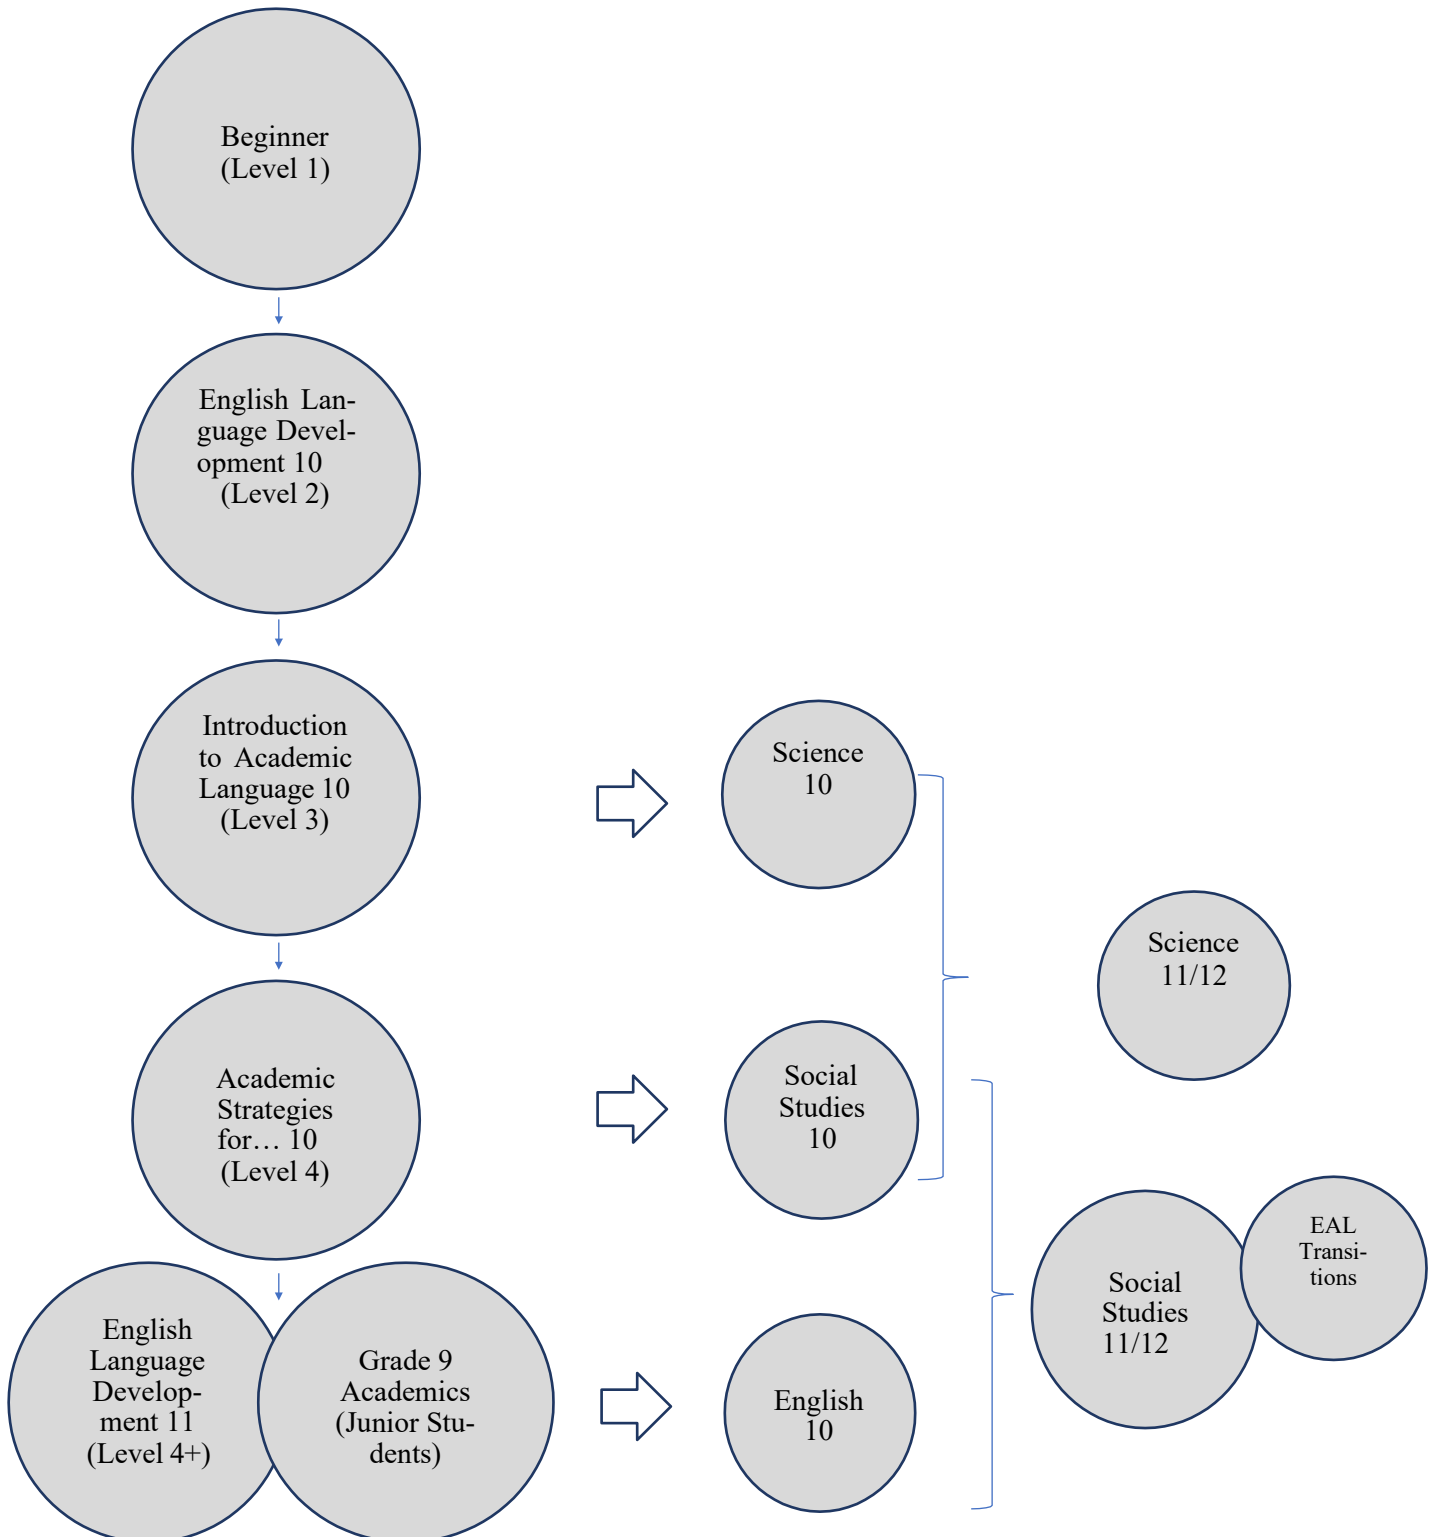 Beginner
(Level 1)
English Lan-
guage Devel-
opment 10
(Level 2)
Introduction
to Academic
Language 10
(Level 3)
Science
10
Science
11/12
Academic
Strategies
for… 10
(Level 4)
Social
Studies
10
EAL
Transi-
tions
Social
Studies
11/12
English
Language
Develop-
ment 11
(Level 4+)
Grade 9
Academics
(Junior Stu-
dents)
English
10